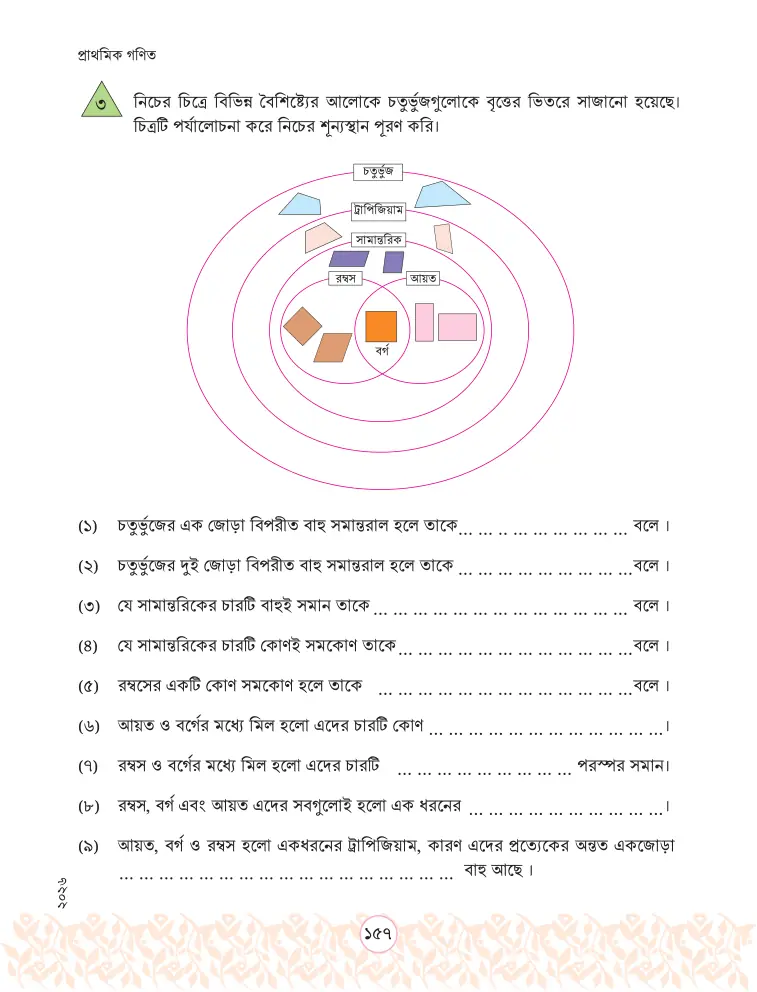 প্রাথমিক গণিত
৩
নিচের চিত্রে বিভিন্ন বৈশিষ্ট্যের আলোকে চতুর্ভুজগুলোকে বৃত্তের ভিতরে সাজানো হয়েছে।
চিত্রটি পর্যালোচনা করে নিচের শূন্যস্থান পূরণ করি।
চতুর্ভুজ
ট্রাপিজিয়াম
সামান্তরিক
রম্বস
আয়ত
বর্গ
(১) চতুর্ভুজের এক জোড়া বিপরীত বাহু সমান্তরাল হলে তাকে... ... .. ... ... ... ... ... ... বলে ।
(২) চতুর্ভুজের দুই জোড়া বিপরীত বাহু সমান্তরাল হলে তাকে ... ... ... ... ... ... ... ... ...বলে ।
(৩) যে সামান্তরিকের চারটি বাহুই সমান তাকে ... ... ... ... ... ... ... ... ... ... ... ... ... বলে ।
(৪) যে সামান্তরিকের চারটি কোণই সমকোণ তাকে... ... ... ... ... ... ... ... ... ... ... ...বলে ।
(৫) রম্বসের একটি কোণ সমকোণ হলে তাকে ... ... ... ... ... ... ... ... ... ... ... ... ...বলে ।
(৬) আয়ত ও বর্গের মধ্যে মিল হলো এদের চারটি কোণ ... ... ... ... ... ... ... ... ... ... ... ...।
(৭) রম্বস ও বর্গের মধ্যে মিল হলো এদের চারটি ... ... ... ... ... ... ... ... ... পরস্পর সমান।
(৮) রম্বস, বর্গ এবং আয়ত এদের সবগুলোই হলো এক ধরনের ... ... ... ... ... ... ... ... ... ...।
(৯) আয়ত, বর্গ ও রম্বস হলো একধরনের ট্রাপিজিয়াম, কারণ এদের প্রত্যেকের অন্তত একজোড়া
... ... ... ... ... ... ... ... ... ... ... ... ... ... ... ... ... বাহু আছে ।
২০২৬
১৫৭